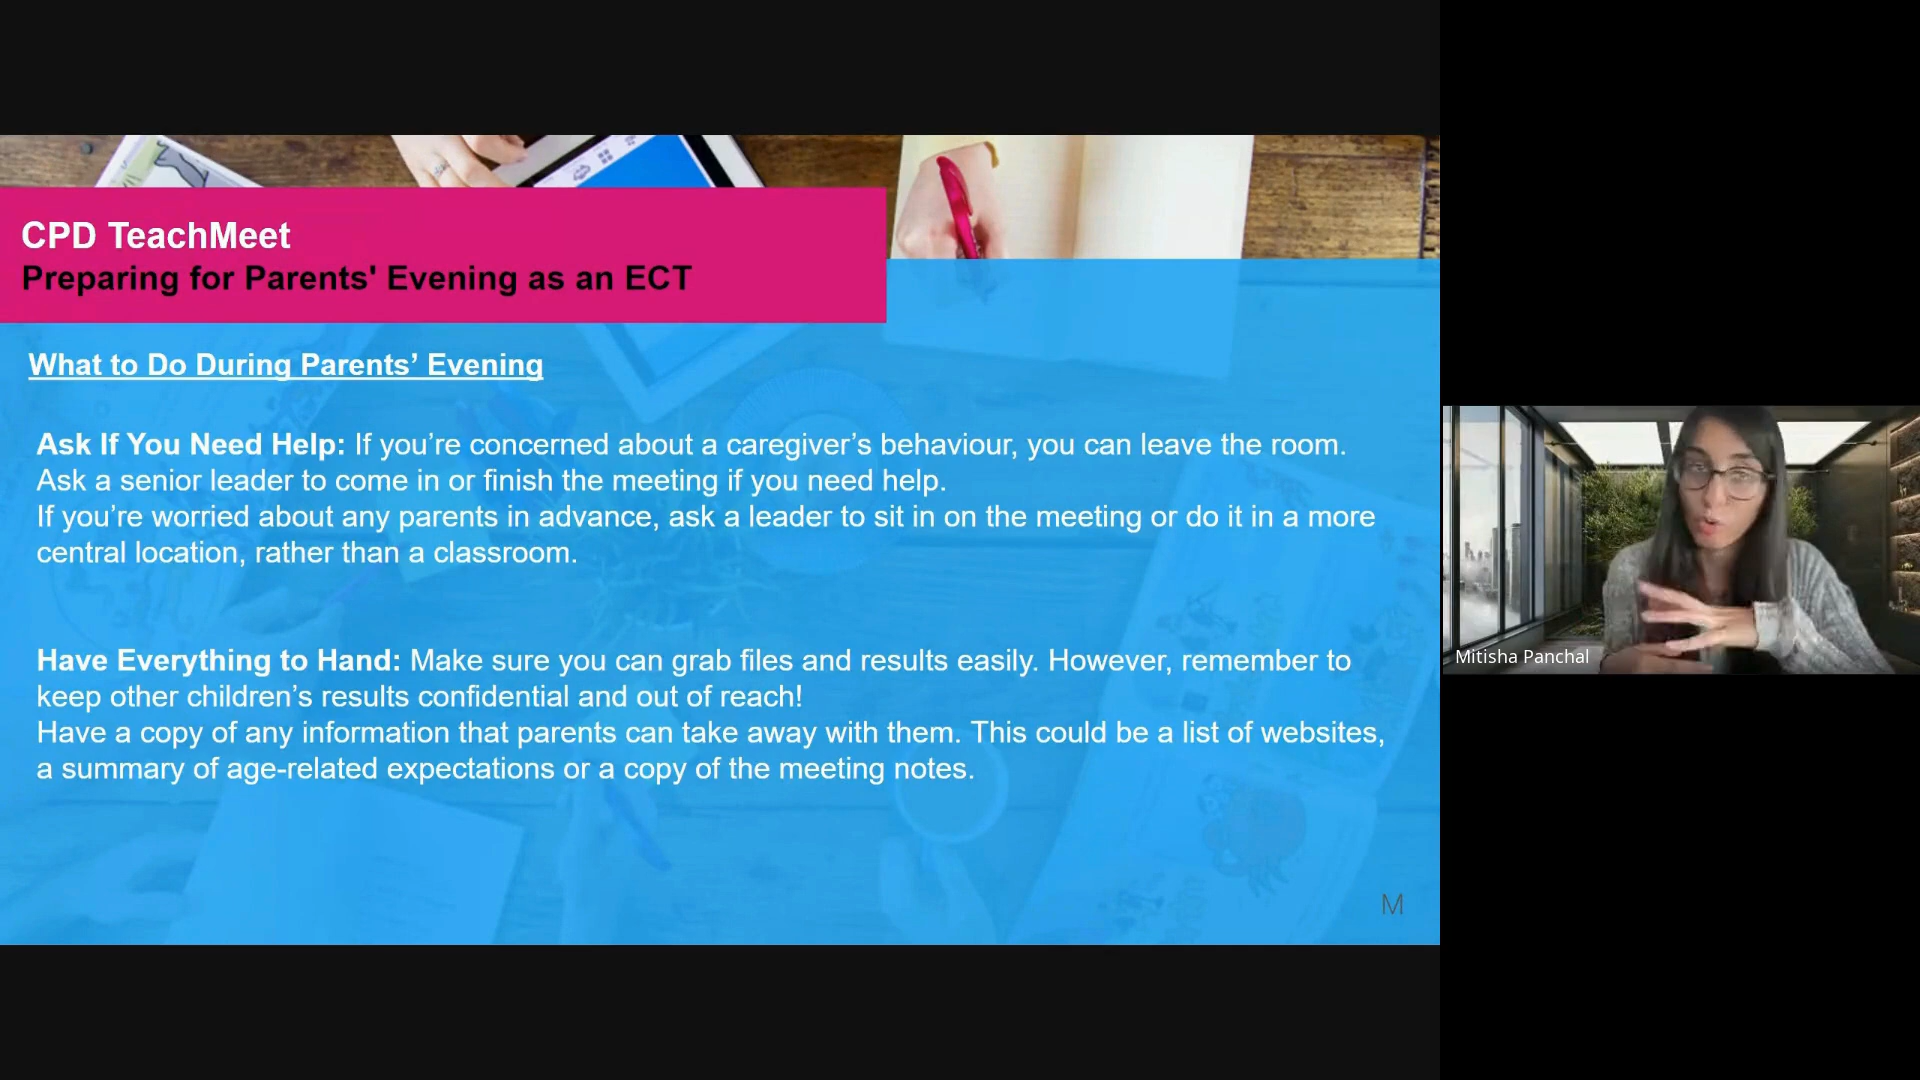 CPD TeachMeet
Preparing for Parents' Evening as an ECT
What to Do During Parents’ Evening
Ask If You Need Help: If you’re concerned about a caregiver’s behaviour, you can leave the room.
Ask a senior leader to come in or finish the meeting if you need help.
If you’re worried about any parents in advance, ask a leader to sit in on the meeting or do it in a more
central location, rather than a classroom.
Have Everything to Hand: Make sure you can grab files and results easily. However, remember to
keep other children’s results confidential and out of reach!
Have a copy of any information that parents can take away with them. This could be a list of websites,
a summary of age-related expectations or a copy of the meeting notes.
M
Mitisha Panchal